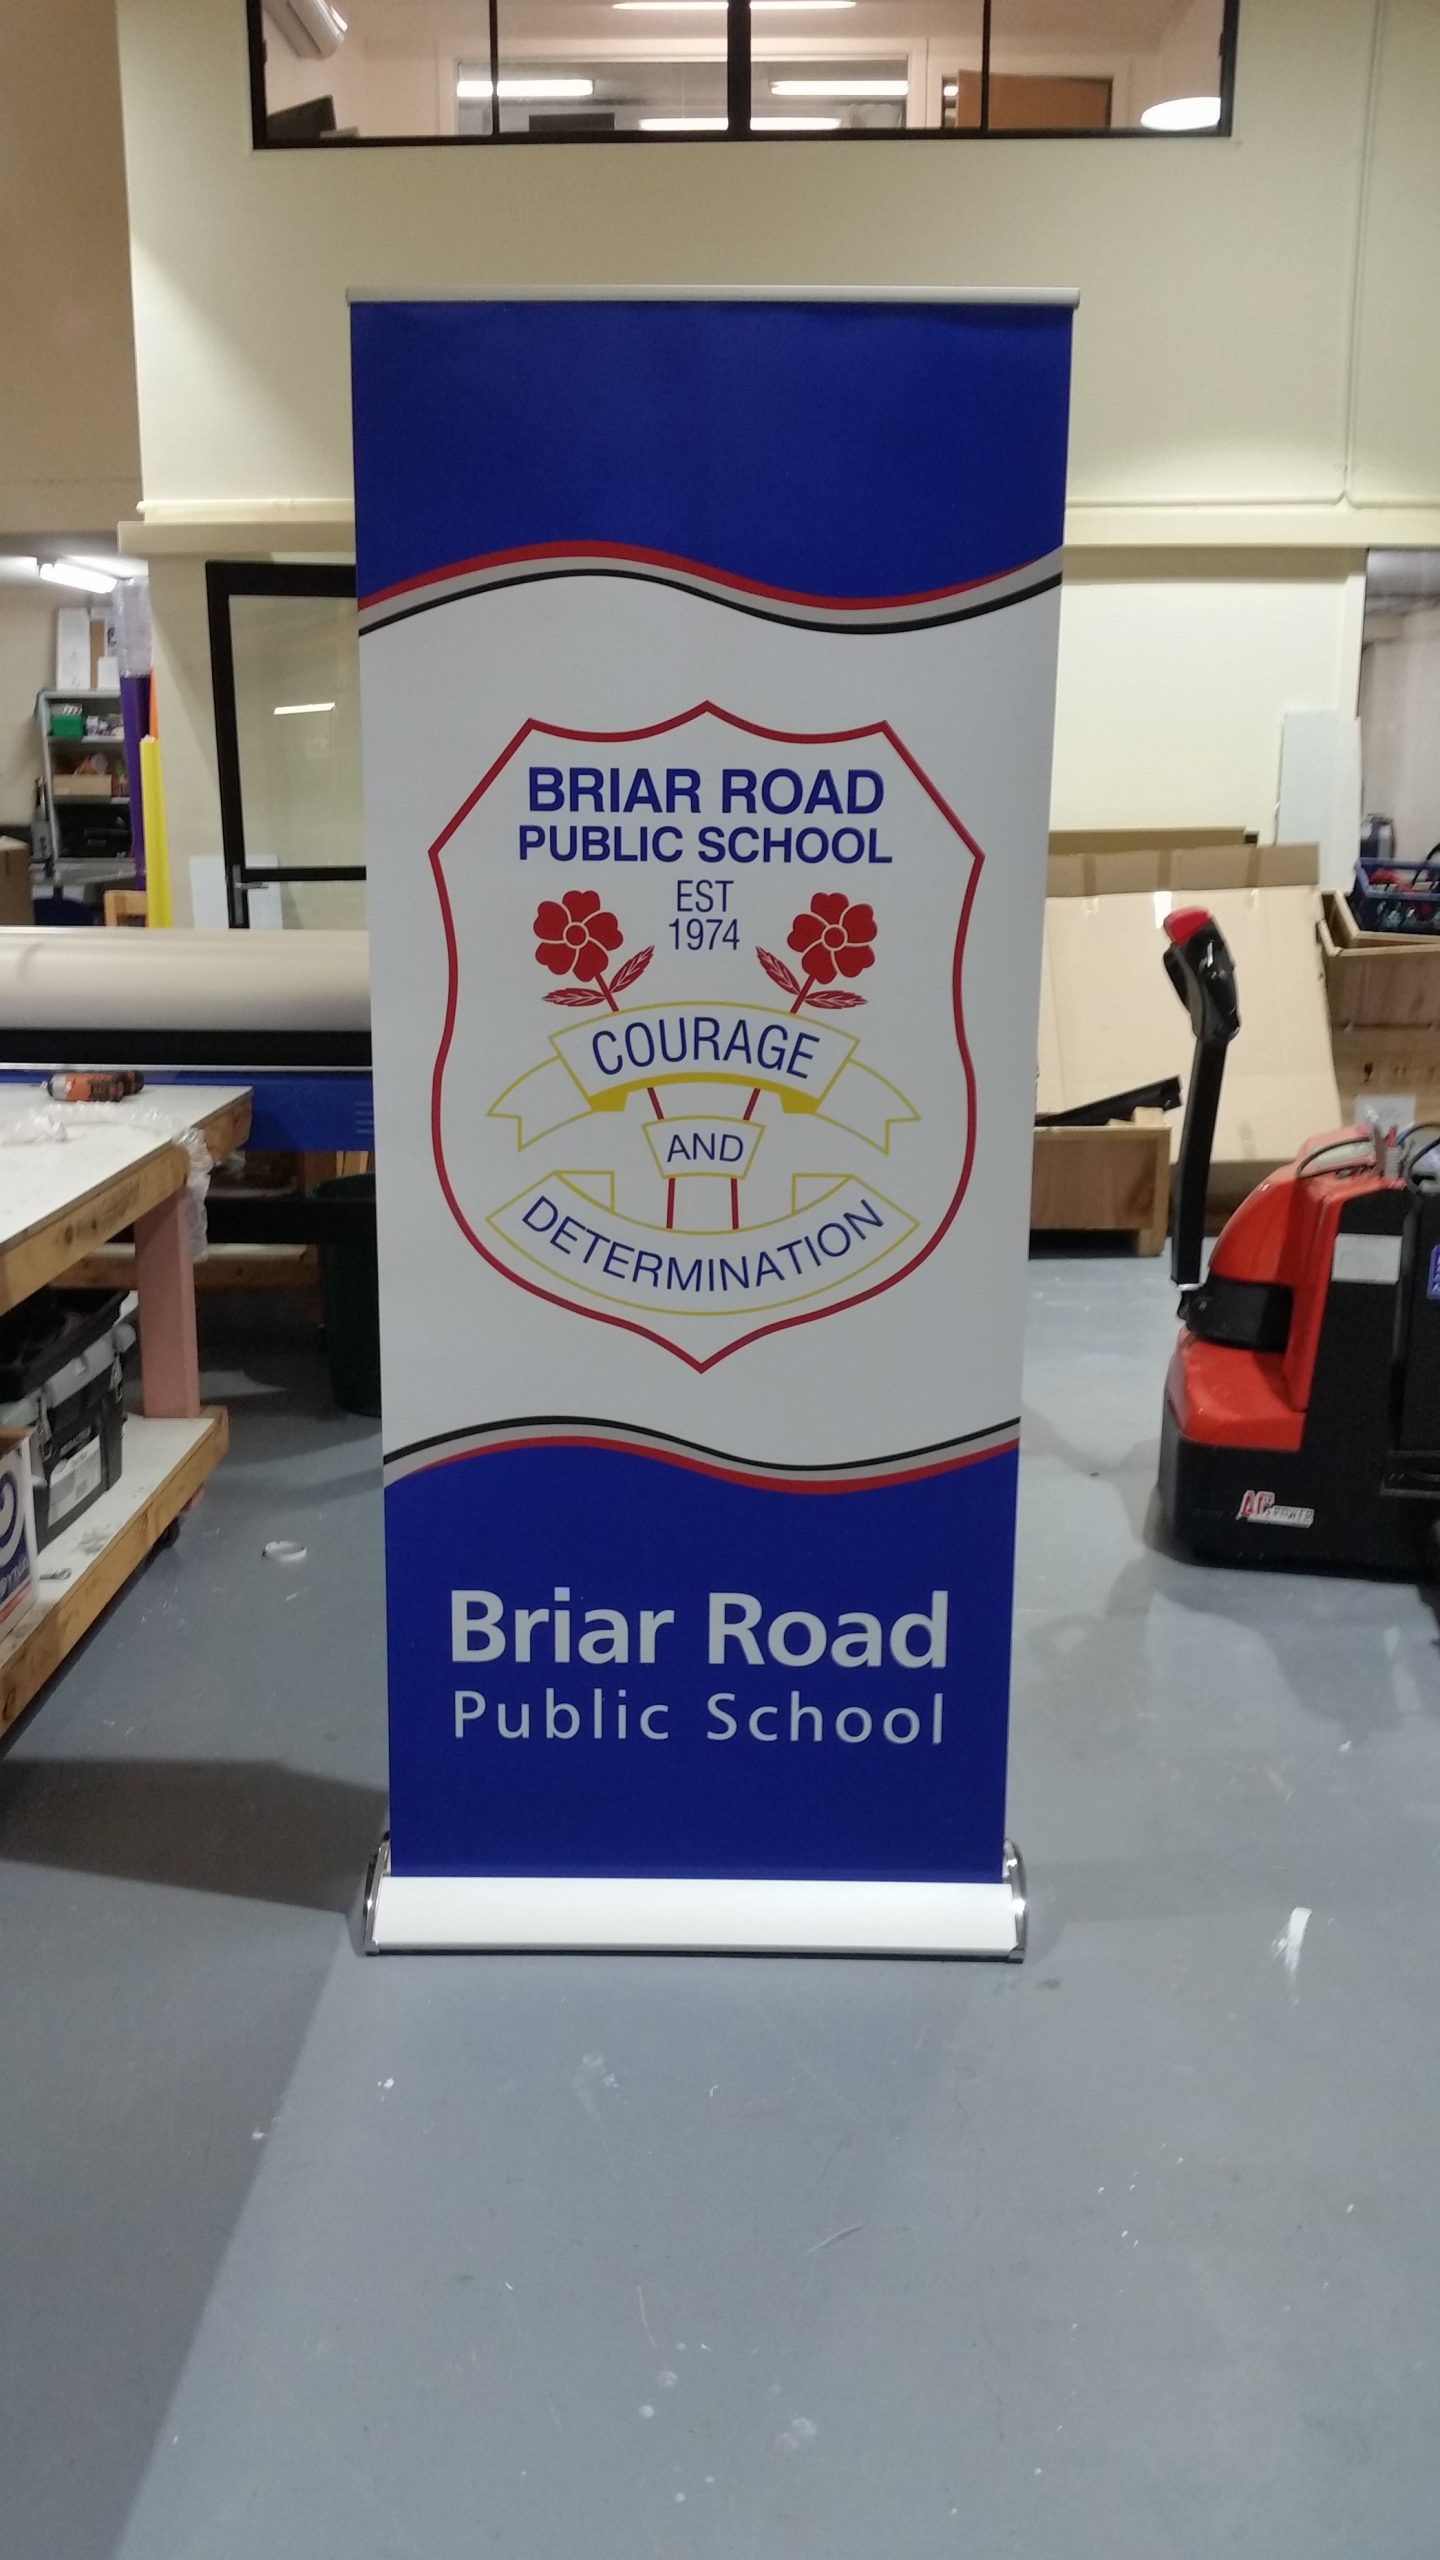 BRIAR ROAD
PUBLIC SCHOOL
EST
1974
COURAGE
AND
DETERMINATION
Briar Road
Public School